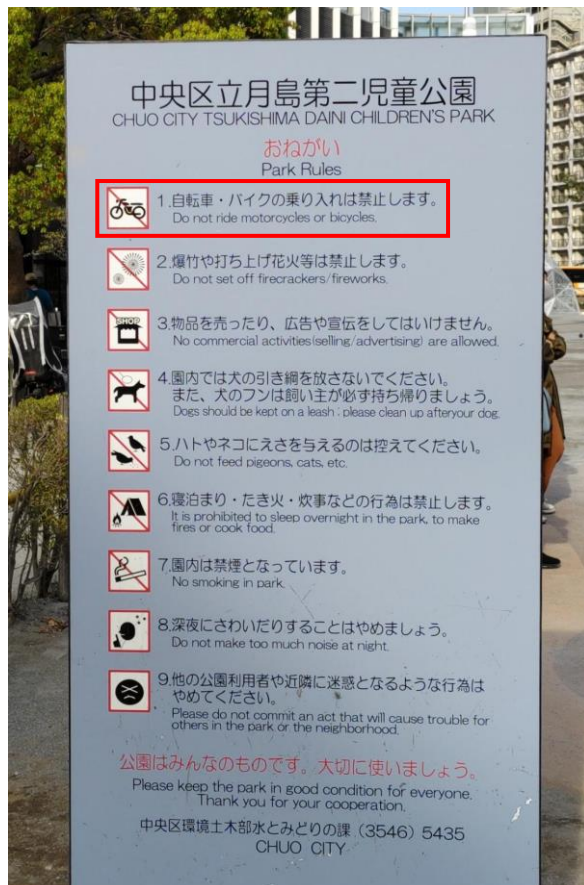 中央区立月島第二児童公園
CHUO CITY TSUKISHIMA DAINI CHILDREN'S PARK
おねがい
Park Rules
1.自転車・バイクの乗り入れは禁止します。
Do not ride motorcycles or bicycles.
2.爆竹や打ち上げ花火等は禁止します。
Do not set off firecrackers/fireworks.
SHOP
3.物品を売ったり、広告や宣伝をしてはいけません。
No commercial activities(selling/advertising) are allowed.
4.園内では犬の引き綱を放さないでください。
また、犬のフンは飼い主が必ず持ち帰りましょう。
Dogs should be kept on a leash ; please clean up afteryour dog.
5.ハトやネコにえさを与えるのは控えてください。
Do not feed pigeons, cats, etc.
6.寝泊まり・たき火・炊事などの行為は禁止します。
It is prohibited to sleep overnight in the park, to make
fires or cook food.
7.園内は禁煙となっています。
No smoking in park.
8.深夜にさわいだりすることはやめましょう。
Do not make too much noise at night.
9.他の公園利用者や近隣に迷惑となるような行為は
やめてください。
Please do not commit an act that will cause trouble for
others in the park or the neighborhood.
公園はみんなのものです。大切に使いましょう。
Please keep the park in good condition for everyone.
Thank you for your cooperation.
中央区環境土木部水とみどりの課 (3546) 5435
CHUO CITY